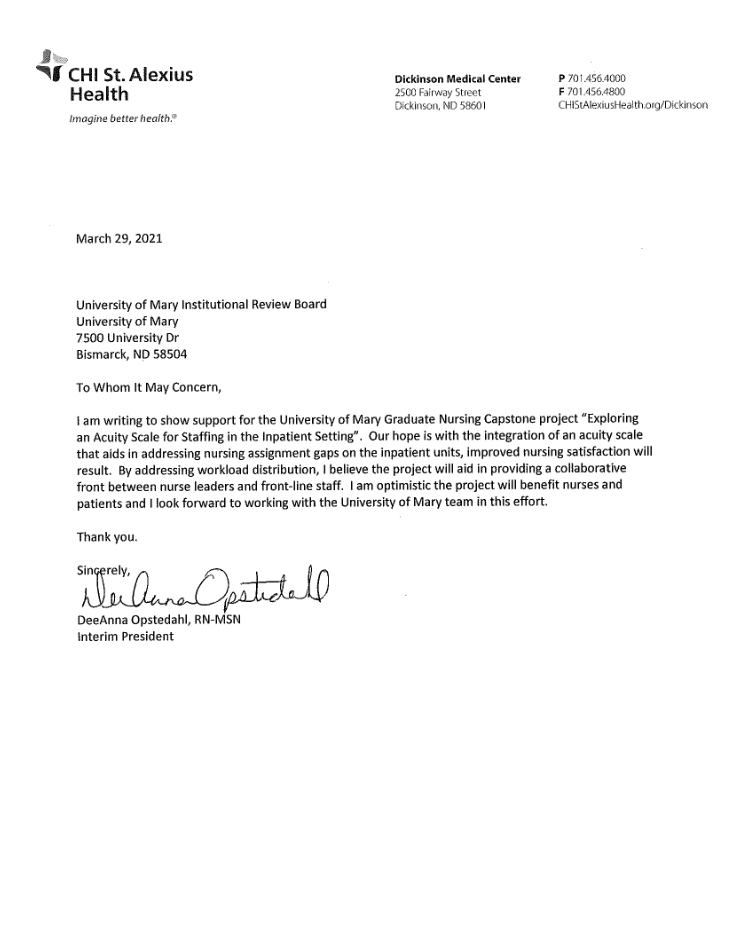 CHI St. Alexius
Health
Imagine better health.®
Dickinson Medical Center
2500 Fairway Street
Dickinson, ND 58601
P 701.456.4000
F 701.456.4800
CHIStAlexiusHealth.org/Dickinson
March 29, 2021
University of Mary Institutional Review Board
University of Mary
7500 University Dr
Bismarck, ND 58504
To Whom It May Concern,
I am writing to show support for the University of Mary Graduate Nursing Capstone project “Exploring
an Acuity Scale for Staffing in the Inpatient Setting”.  Our hope is with the integration of an acuity scale
that aids in addressing nursing assignment gaps on the inpatient units, improved nursing satisfaction will
result.  By addressing workload distribution, I believe the project will aid in providing a collaborative
front between nurse leaders and front-line staff.  I am optimistic the project will benefit nurses and
patients and I look forward to working with the University of Mary team in this effort.
Thank you.
Sincerely,
DeeAnna Opstedahl
DeeAnna Opstedahl, RN-MSN
Interim President